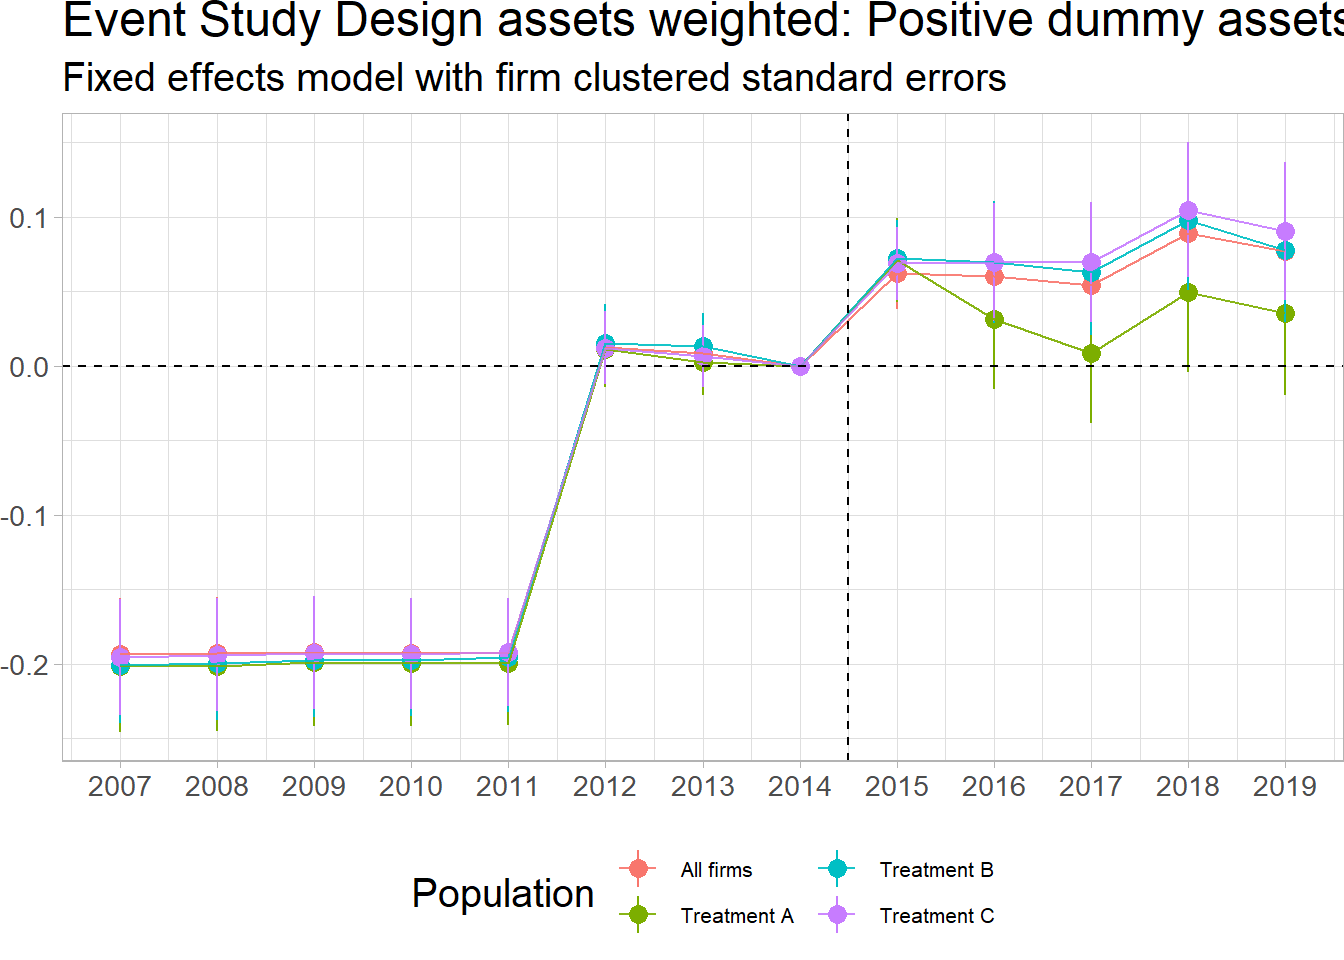 Event Study Design assets weighted: Positive dummy assets
Fixed effects model with firm clustered standard errors
0.1
0.0
-0.1
-0.2
2007 2008 2009 2010 2011 2012 2013 2014 2015 2016 2017 2018 2019
Population
All firms
Treatment A
Treatment B
Treatment C